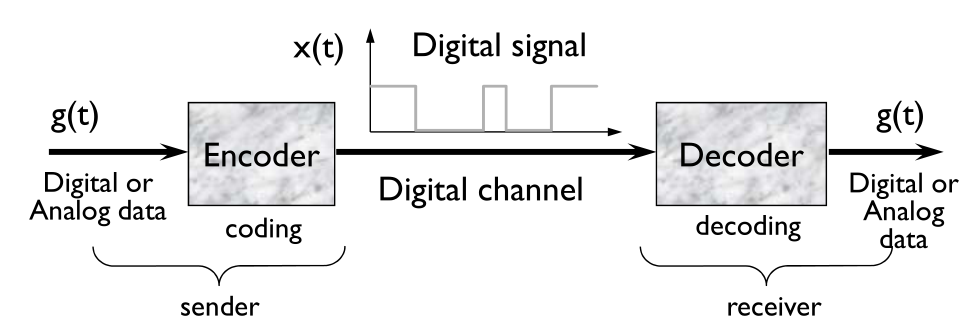 x(t)
Digital signal
g(t)
Encoder
Digital or
Analog data
coding
sender
Digital channel
Decoder
decoding
g(t)
Digital or
Analog
data
receiver